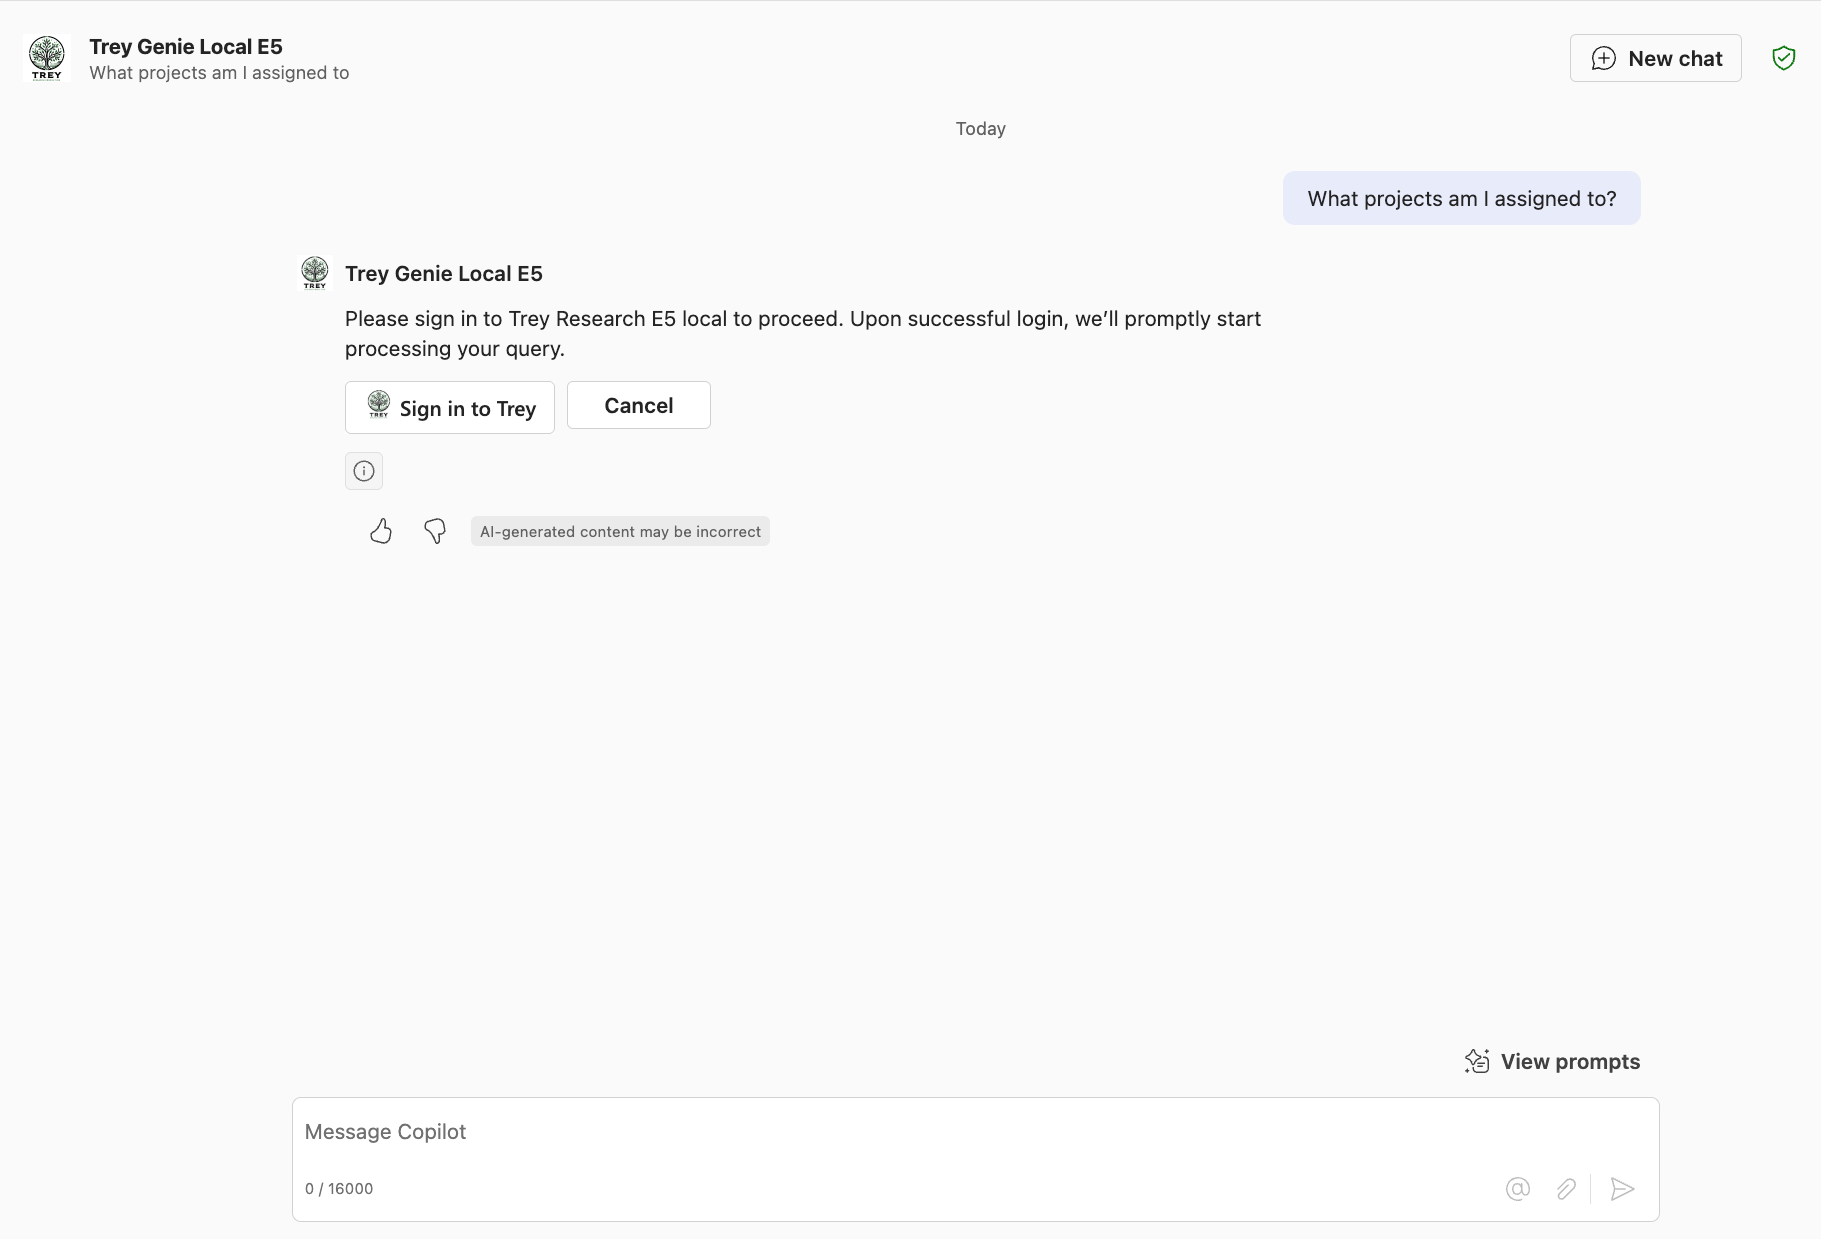 TREY
Trey Genie Local E5
What projects am I assigned to
New chat
Today
What projects am I assigned to?
TREY
Trey Genie Local E5
Please sign in to Trey Research E5 local to proceed. Upon successful login, we’ll promptly start
processing your query.
TREY
Sign in to Trey
Cancel
AI-generated content may be incorrect
View prompts
Message Copilot
0 / 16000